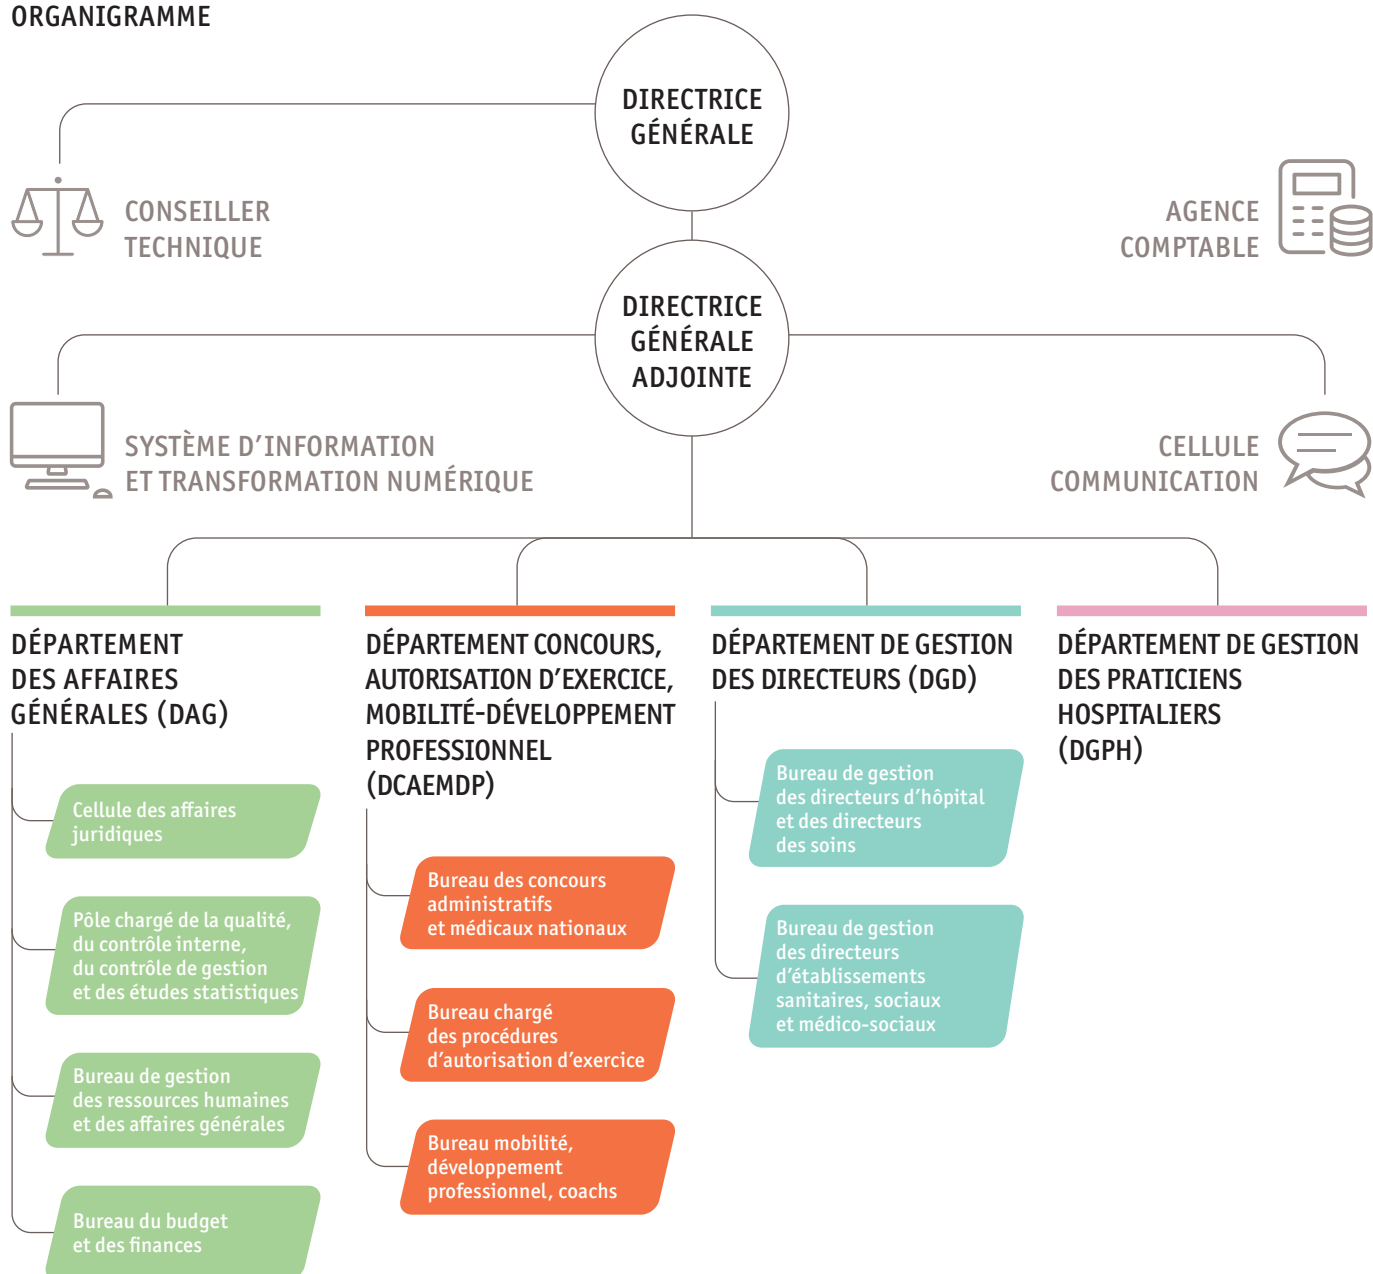 ORGANIGRAMME
DIRECTRICE
GÉNÉRALE
CONSEILLER
TECHNIQUE
AGENCE
COMPTABLE
DIRECTRICE
GÉNÉRALE
ADJOINTE
SYSTÈME D’INFORMATION
ET TRANSFORMATION NUMÉRIQUE
CELLULE
COMMUNICATION
DÉPARTEMENT
DES AFFAIRES
GÉNÉRALES (DAG)
Cellule des affaires
juridiques
Pôle chargé de la qualité,
du contrôle interne,
du contrôle de gestion
et des études statistiques
Bureau de gestion
des ressources humaines
et des affaires générales
Bureau du budget
et des finances
DÉPARTEMENT CONCOURS,
AUTORISATION D’EXERCICE,
MOBILITÉ-DÉVELOPPEMENT
PROFESSIONNEL
(DCAEMDP)
Bureau des concours
administratifs
et médicaux nationaux
Bureau chargé
des procédures
d’autorisation d’exercice
Bureau mobilité,
développement
professionnel, coachs
DÉPARTEMENT DE GESTION
DES DIRECTEURS (DGD)
Bureau de gestion
des directeurs d’hôpital
et des directeurs
des soins
Bureau de gestion
des directeurs
d’établissements
sanitaires, sociaux
et médico-sociaux
DÉPARTEMENT DE GESTION
DES PRATICIENS
HOSPITALIERS
(DGPH)